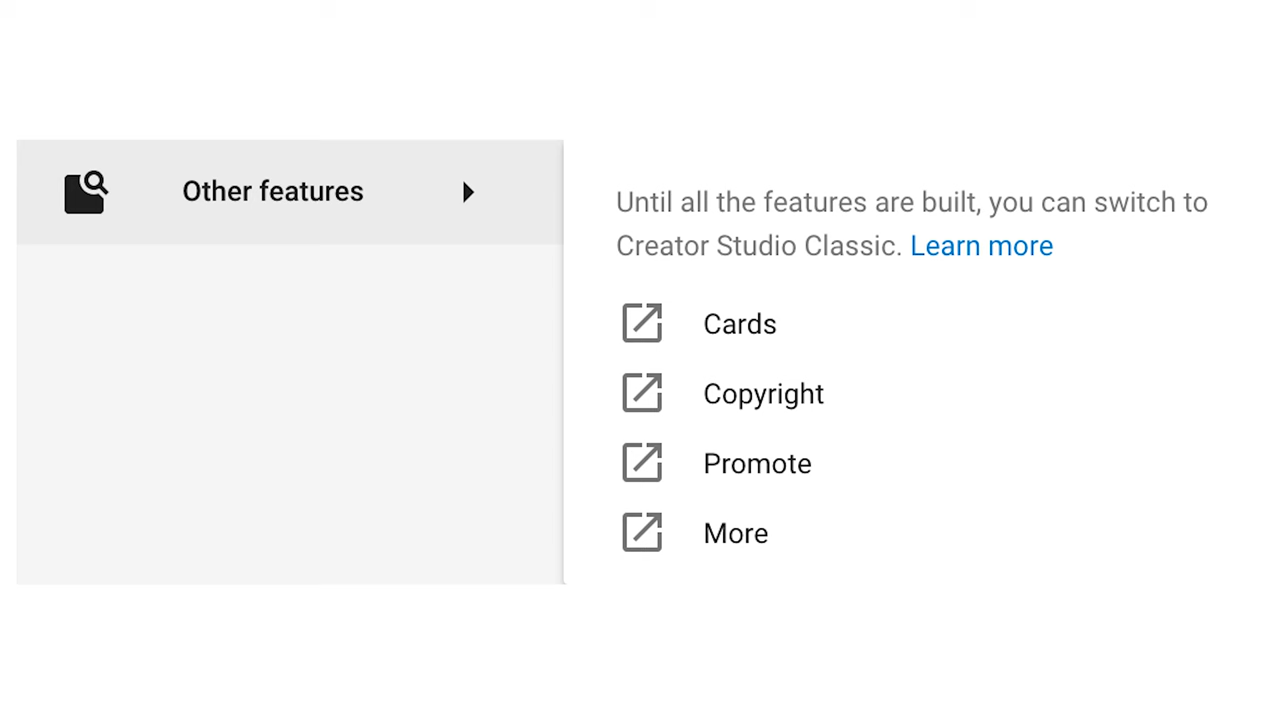 Other features
Until all the features are built, you can switch to
Creator Studio Classic. Learn more
Cards
Copyright
Promote
More